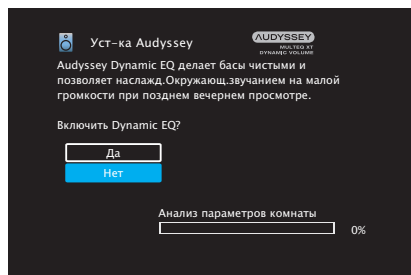 Уст-ка Audyssey
AUDYSSEY
MULTEQ XT
DYNAMIC VOLUME
Audyssey Dynamic EQ делает басы чистыми и
позволяет наслажд.Окружающ.звучанием на малой
громкости при позднем вечернем просмотре.
Включить Dynamic EQ?
Да
Нет
Анализ параметров комнаты
0%